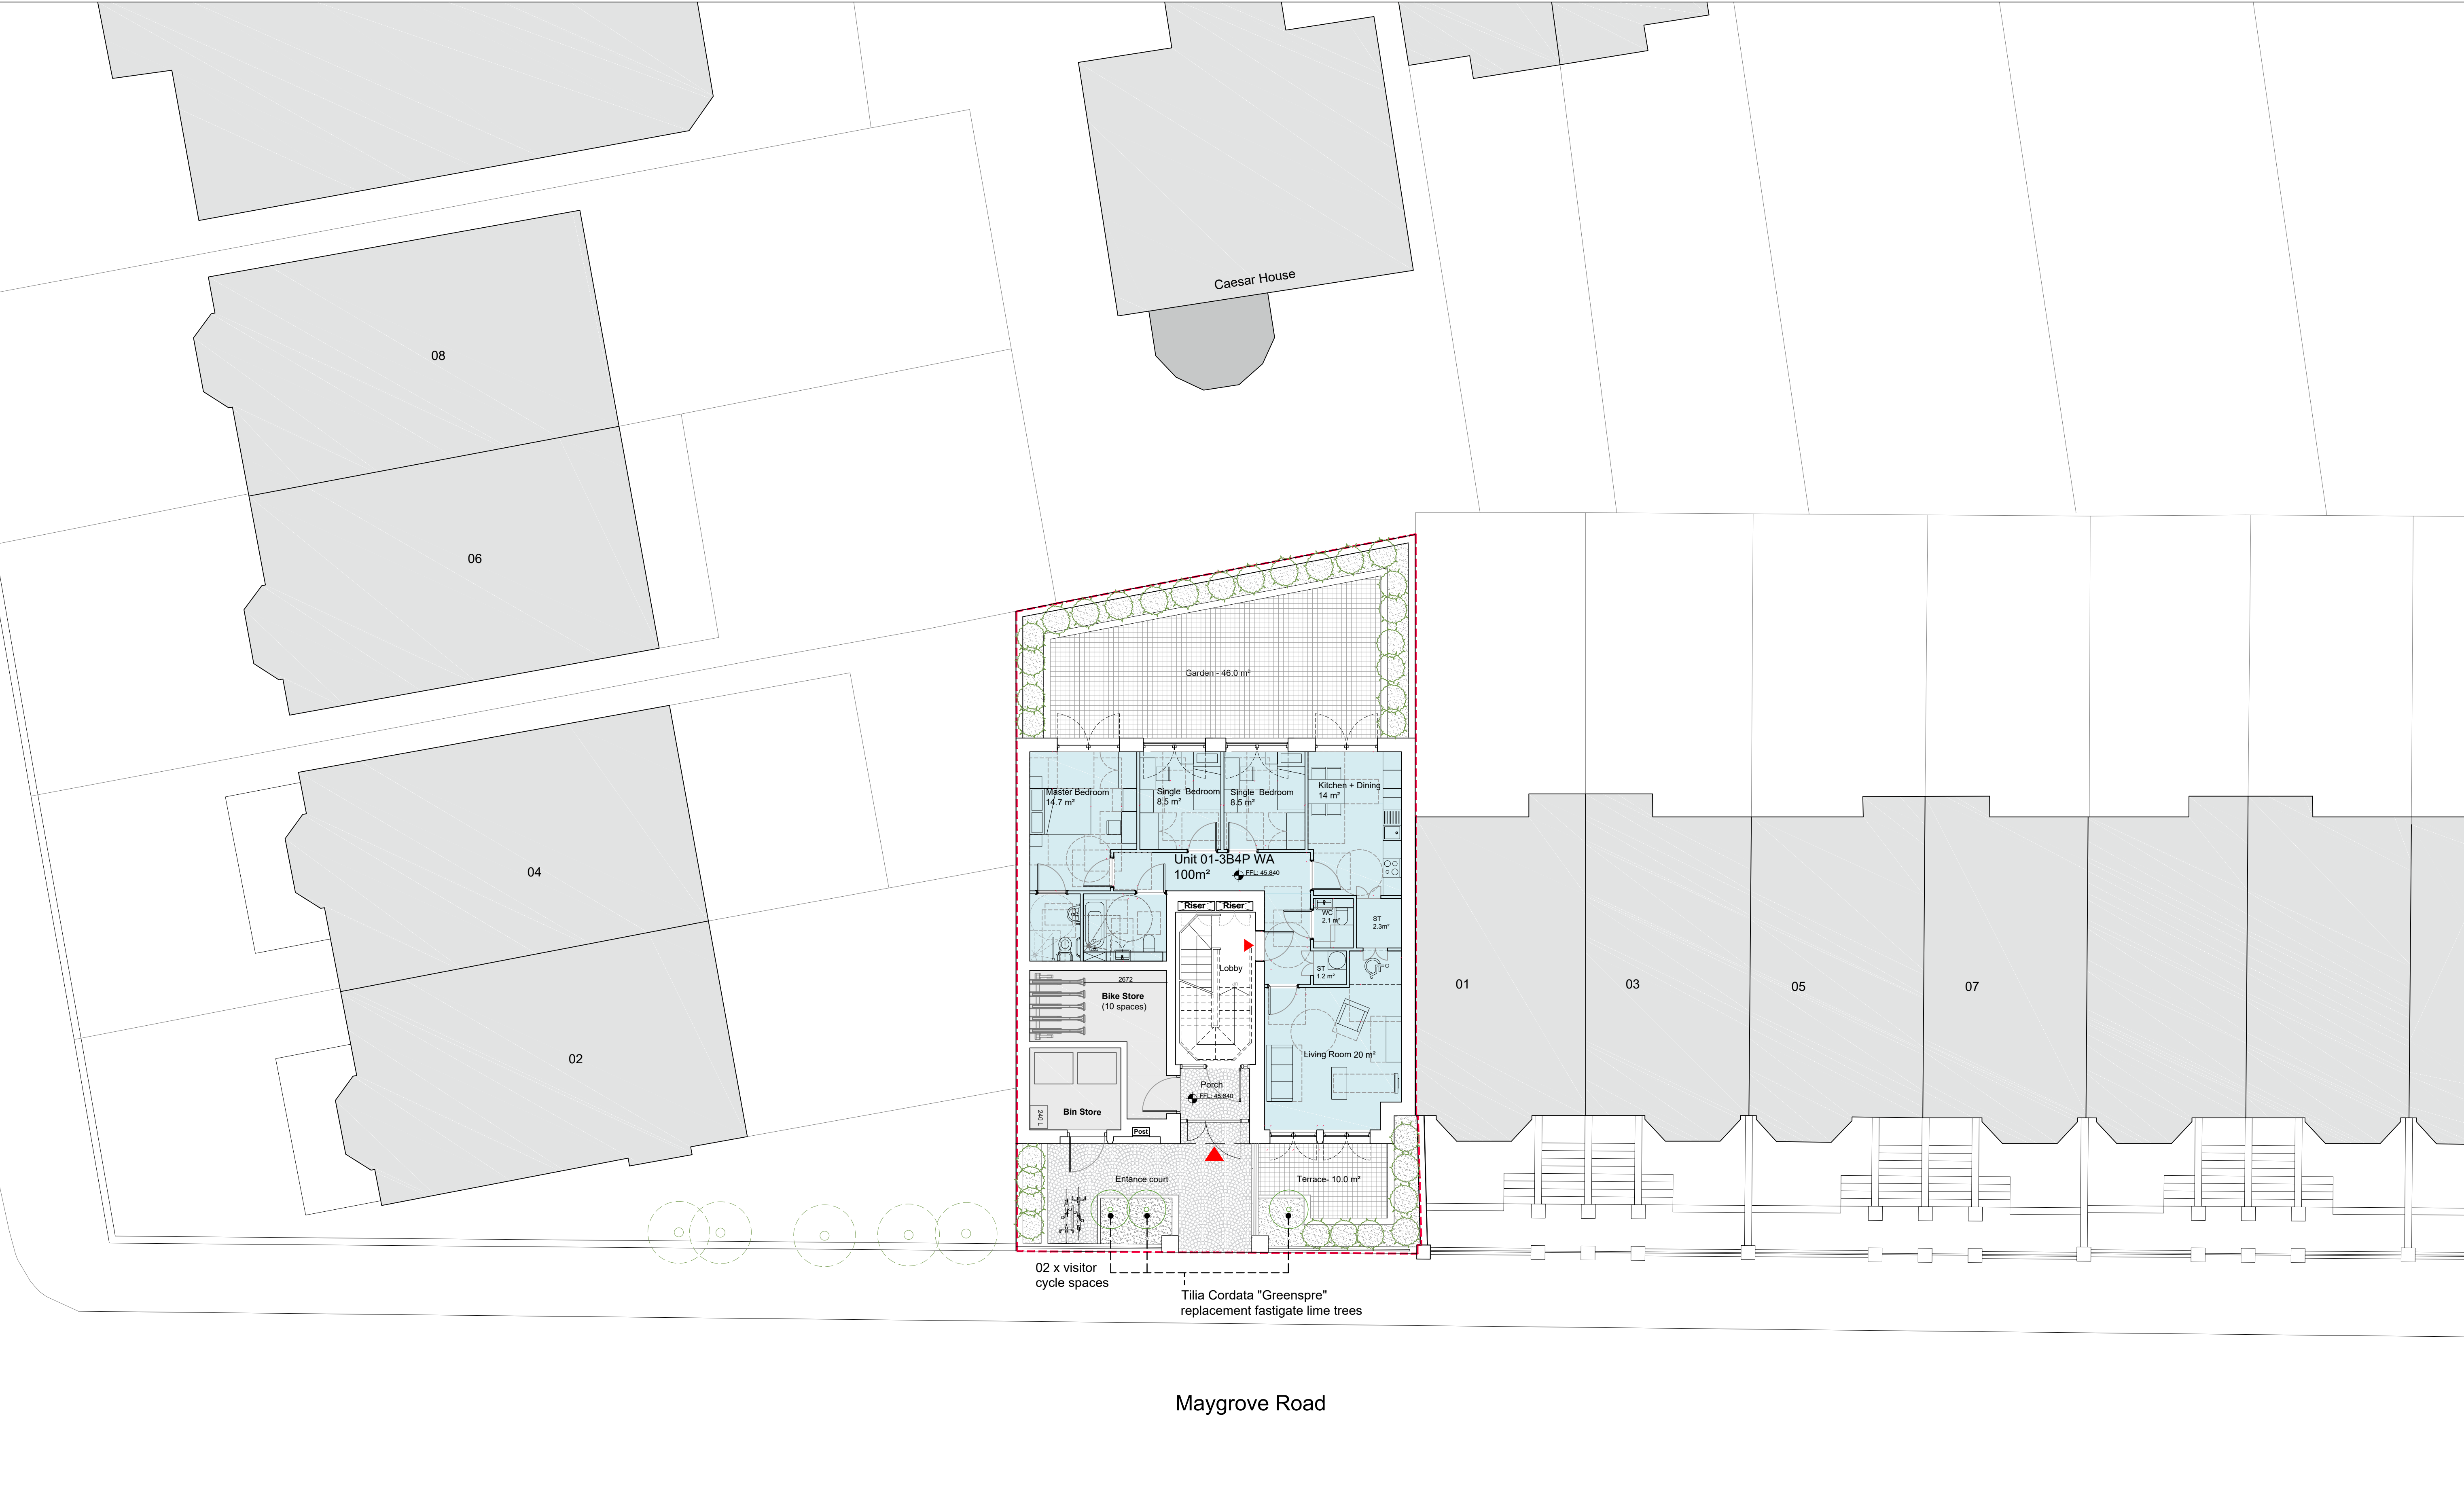 Caesar House
08
06
04
02
Garden - 46.0 m²
Master Bedroom
14.7 m²
Single Bedroom
8.5 m²
Single Bedroom
8.5 m²
Kitchen + Dining
14 m²
Unit 01-3B4P WA
100m²
FFL: 45.840
Riser
Riser
WC
2.1 m²
ST
2.3m²
Lobby
ST
1.2 m²
2672
Bike Store
(10 spaces)
Living Room 20 m²
Porch
FFL: 45.640
240 L
Bin Store
Post
Entance court
Terrace- 10.0 m²
01
03
05
07
02 x visitor
cycle spaces
Tilia Cordata "Greenspre"
replacement fastigate lime trees
Maygrove Road